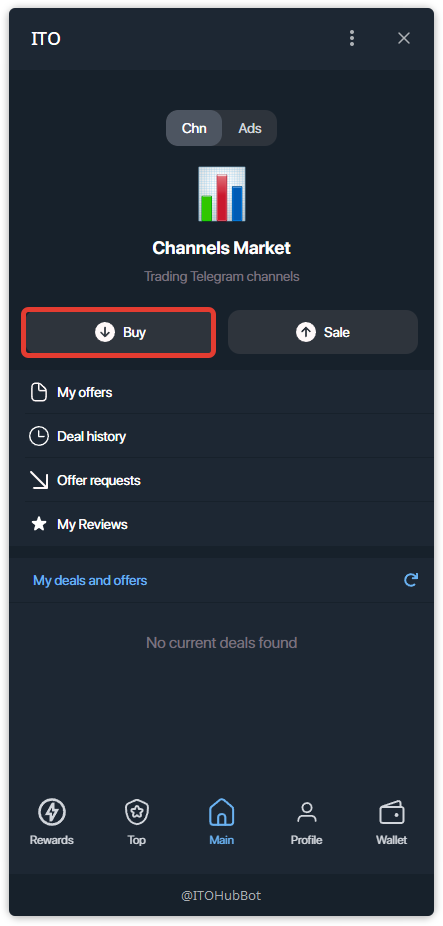 ITO
Chn
Ads
Channels Market
Trading Telegram channels
Buy
Sale
My offers
Deal history
Offer requests
My Reviews
My deals and offers
No current deals found
Rewards
Top
Main
Profile
Wallet
@ITOHubBot